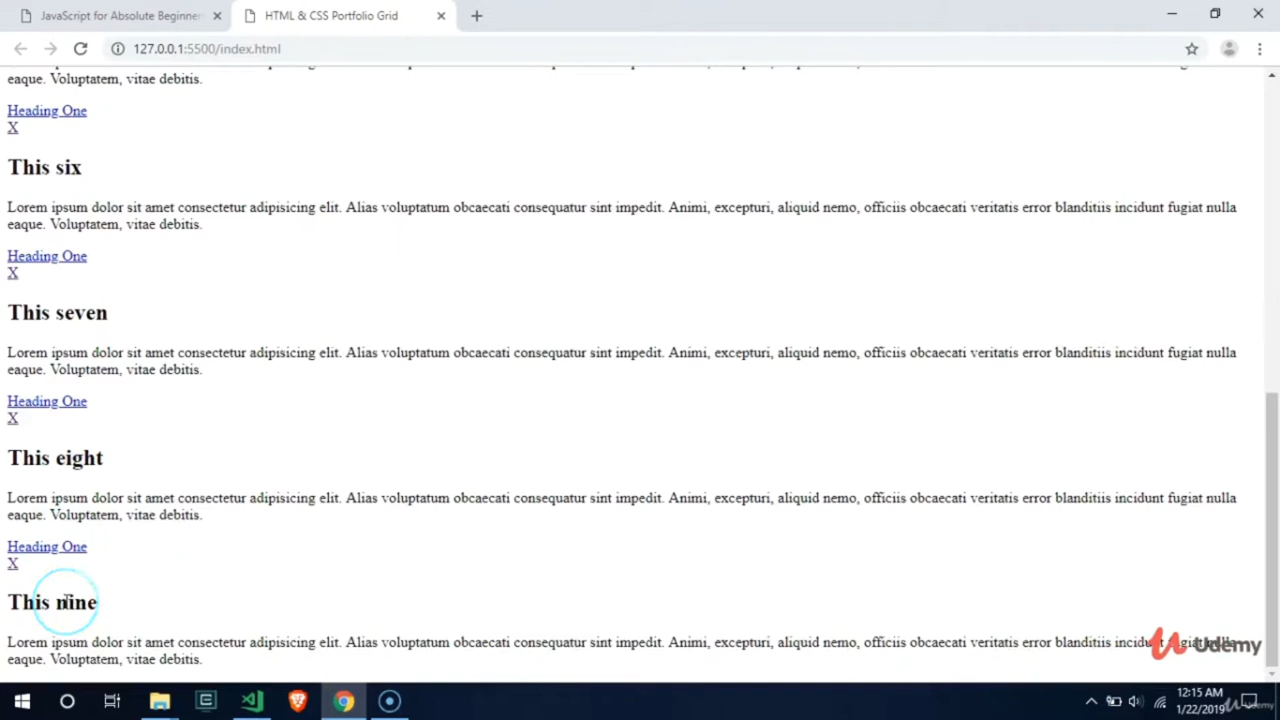 JavaScript for Absolute Beginner
HTML & CSS Portfolio Grid
127.0.0.1:5500/index.html
eaque. Voluptatem, vitae debitis.
Heading One
X
This six
Lorem ipsum dolor sit amet consectetur adipisicing elit. Alias voluptatum obcaecati consequatur sint impedit. Animi, excepturi, aliquid nemo, officiis obcaecati veritatis error blanditiis incidunt fugiat nulla
eaque. Voluptatem, vitae debitis.
Heading One
X
This seven
Lorem ipsum dolor sit amet consectetur adipisicing elit. Alias voluptatum obcaecati consequatur sint impedit. Animi, excepturi, aliquid nemo, officiis obcaecati veritatis error blanditiis incidunt fugiat nulla
eaque. Voluptatem, vitae debitis.
Heading One
X
This eight
Lorem ipsum dolor sit amet consectetur adipisicing elit. Alias voluptatum obcaecati consequatur sint impedit. Animi, excepturi, aliquid nemo, officiis obcaecati veritatis error blanditiis incidunt fugiat nulla
eaque. Voluptatem, vitae debitis.
Heading One
X
This nine
Lorem ipsum dolor sit amet consectetur adipisicing elit. Alias voluptatum obcaecati consequatur sint impedit. Animi, excepturi, aliquid nemo, officiis obcaecati veritatis error blanditiis incidunt fugiat nulla
eaque. Voluptatem, vitae debitis.
Udemy
12:15 AM
1/22/2019
Udemy